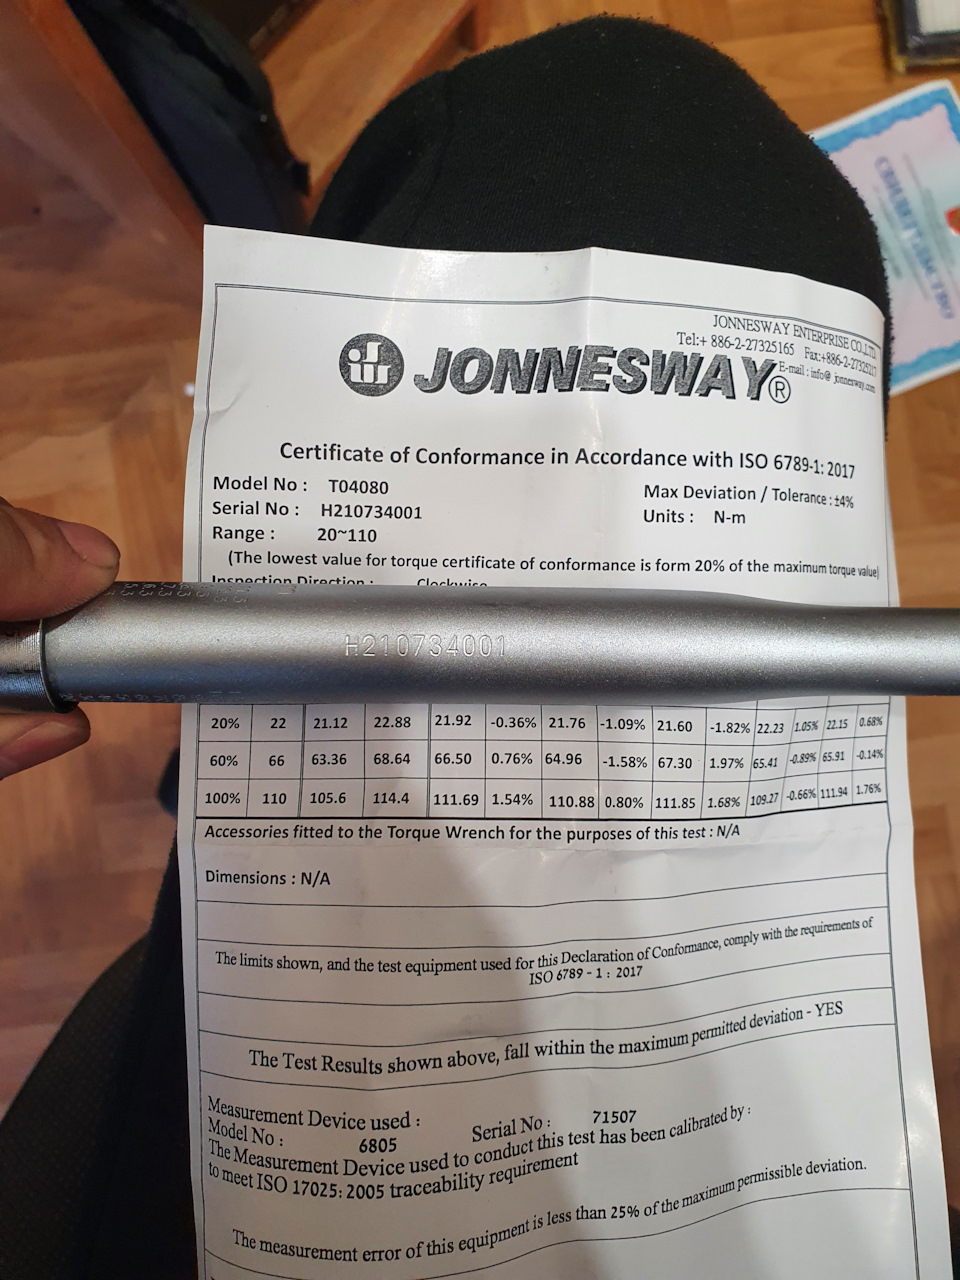 JONNESWAY ENTERPRISE CO.,LTD
Tel:+ 886-2-27325165 Fax:+886-2-27325217
E-mail : info@ jonnesway.com
JONNESWAY®
Certificate of Conformance in Accordance with ISO 6789-1: 2017
Model No : T04080
Max Deviation / Tolerance : ±4%
Serial No : H210734001
Units : N-m
Range : 20~110
(The lowest value for torque certificate of conformance is form 20% of the maximum torque value)
Inspection Direction : Clockwise
H210734001
20% 22 21.12 22.88 21.92 -0.36% 21.76 -1.09% 21.60 -1.82% 22.23 1.05% 22.15 0.68%
60% 66 63.36 68.64 66.50 0.76% 64.96 -1.58% 67.30 1.97% 65.41 -0.89% 65.91 -0.14%
100% 110 105.6 114.4 111.69 1.54% 110.88 0.80% 111.85 1.68% 109.27 -0.66% 111.94 1.76%
Accessories fitted to the Torque Wrench for the purposes of this test : N/A
Dimensions : N/A
The limits shown, and the test equipment used for this Declaration of Conformance, comply with the requirements of
ISO 6789 - 1 : 2017
The Test Results shown above, fall within the maximum permitted deviation - YES
Measurement Device used :
Model No : 6805 Serial No : 71507
The Measurement Device used to conduct this test has been calibrated by :
to meet ISO 17025: 2005 traceability requirement
The measurement error of this equipment is less than 25% of the maximum permissible deviation.